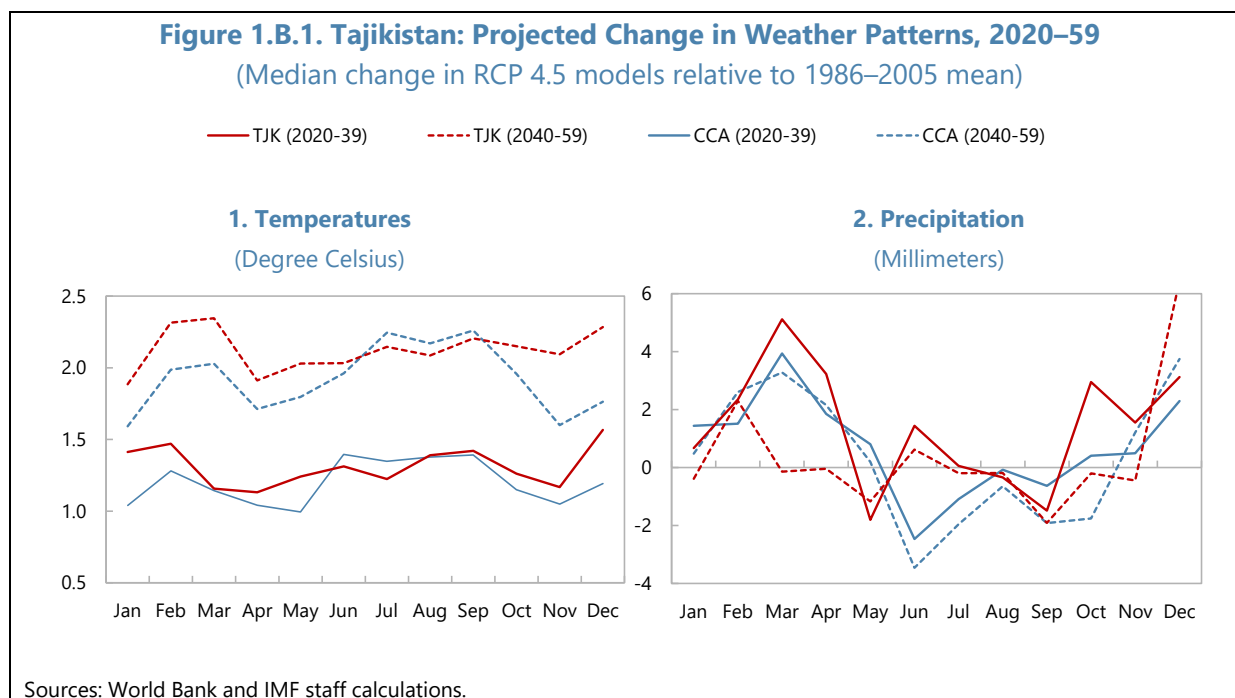 Figure 1.B.1. Tajikistan: Projected Change in Weather Patterns, 2020–59
(Median change in RCP 4.5 models relative to 1986–2005 mean)
TJK (2020-39) TJK (2040-59) CCA (2020-39) CCA (2040-59)
1. Temperatures
(Degree Celsius)
2.5
2.0
1.5
1.0
0.5
Jan Feb Mar Apr May Jun Jul Aug Sep Oct Nov Dec
2. Precipitation
(Millimeters)
6
4
2
0
-2
-4
Jan Feb Mar Apr May Jun Jul Aug Sep Oct Nov Dec
Sources: World Bank and IMF staff calculations.